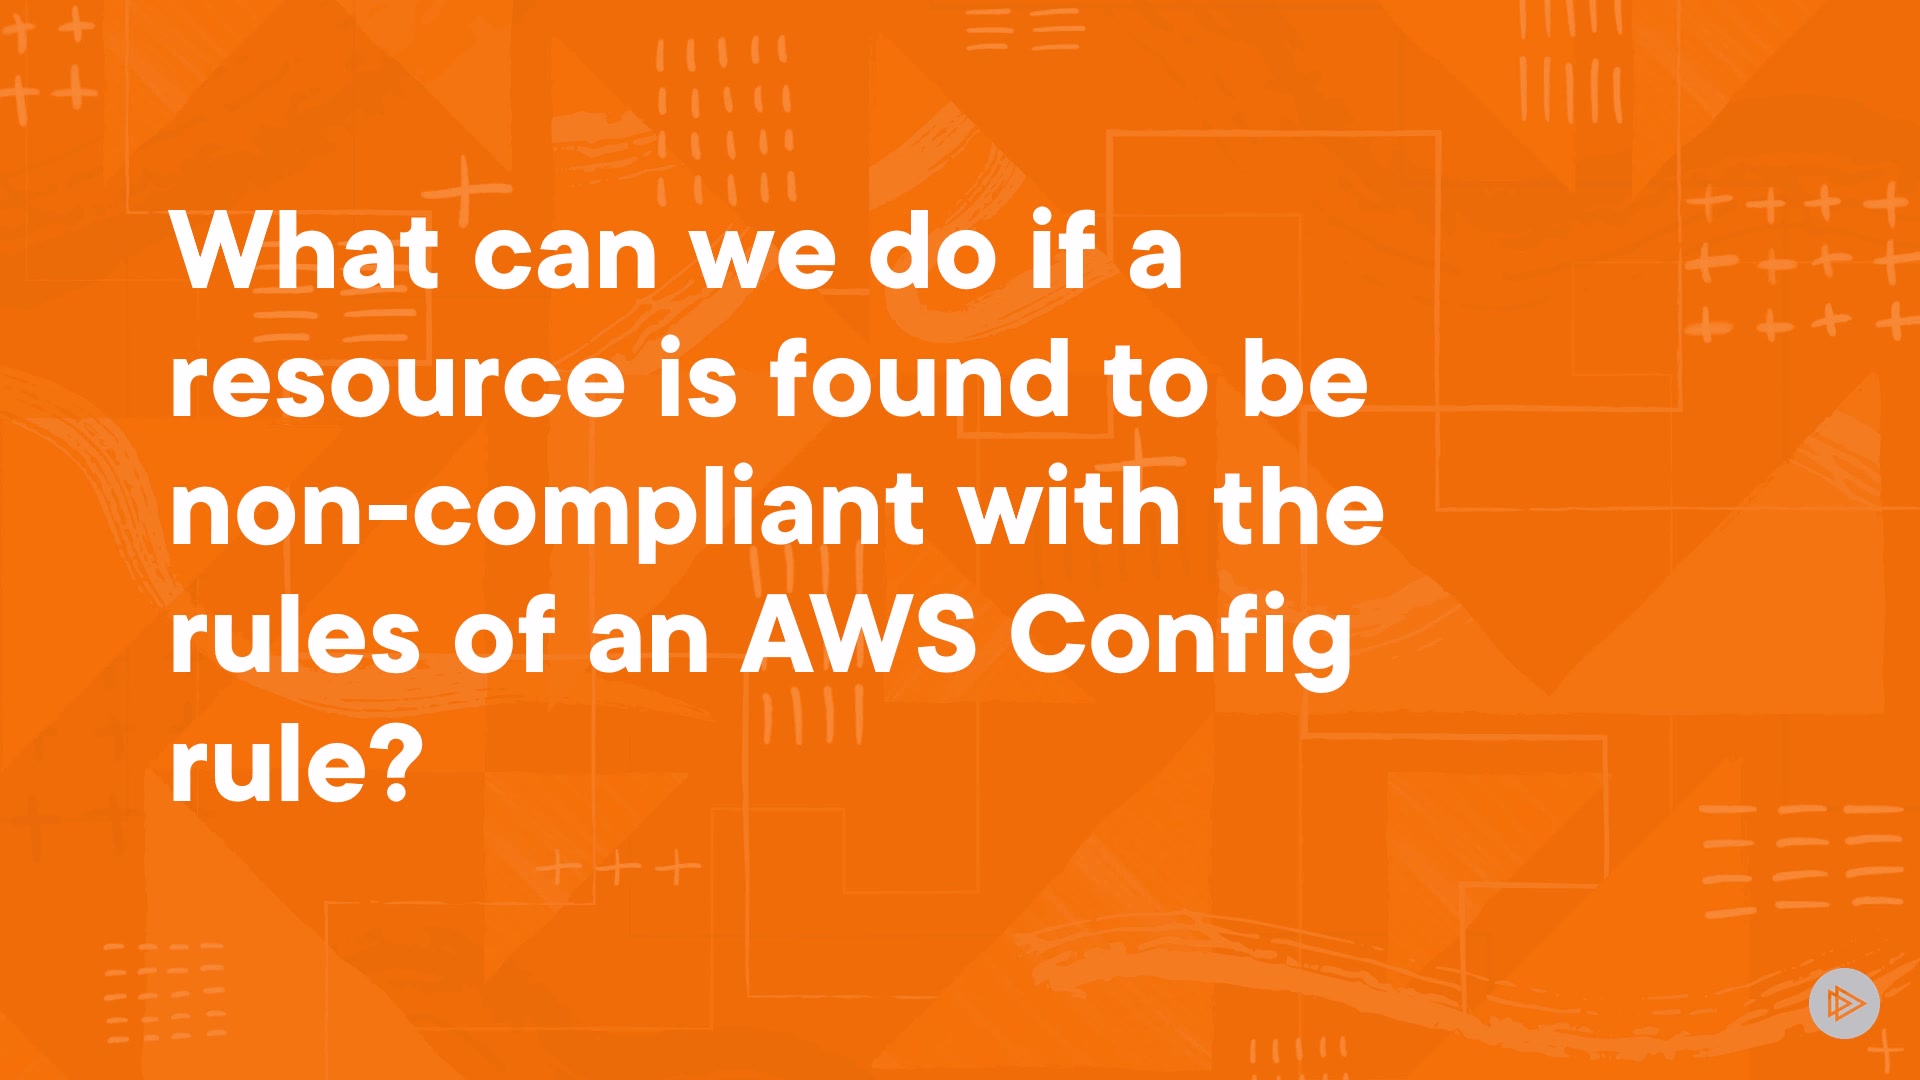 What can we do if a
resource is found to be
non-compliant with the
rules of an AWS Config
rule?